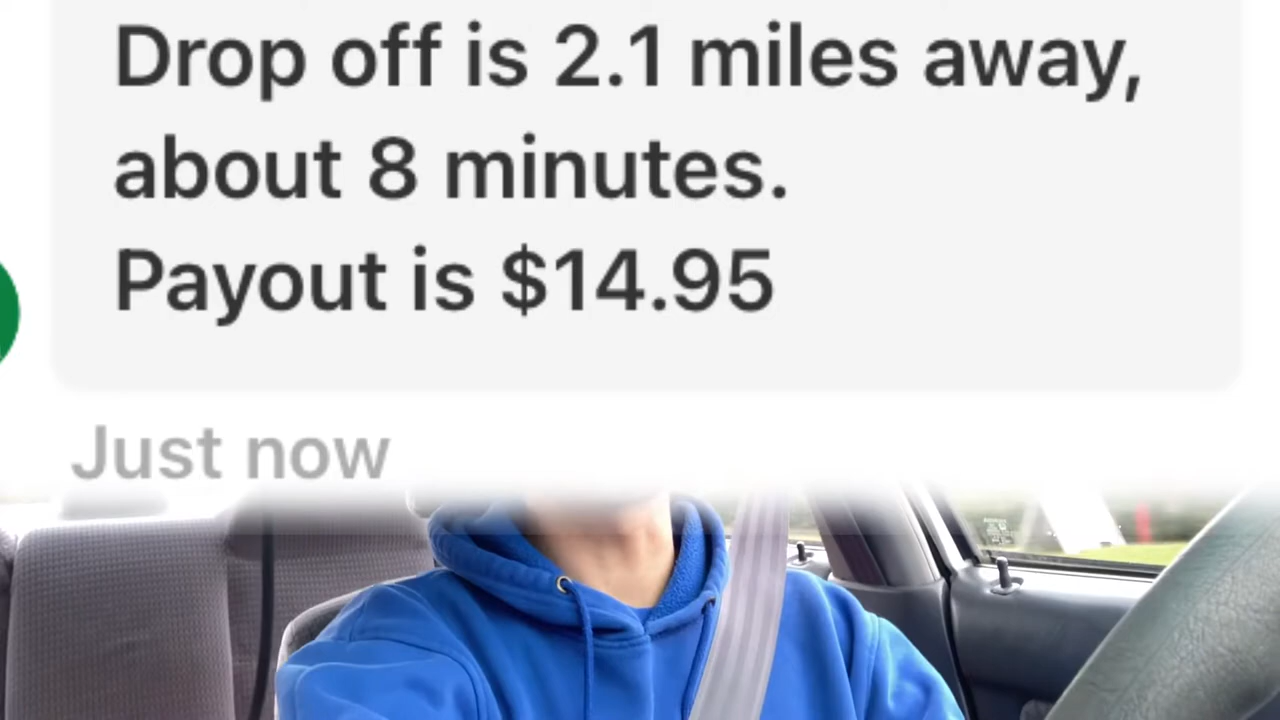 Drop off is 2.1 miles away,
about 8 minutes.
Payout is $14.95
Just now